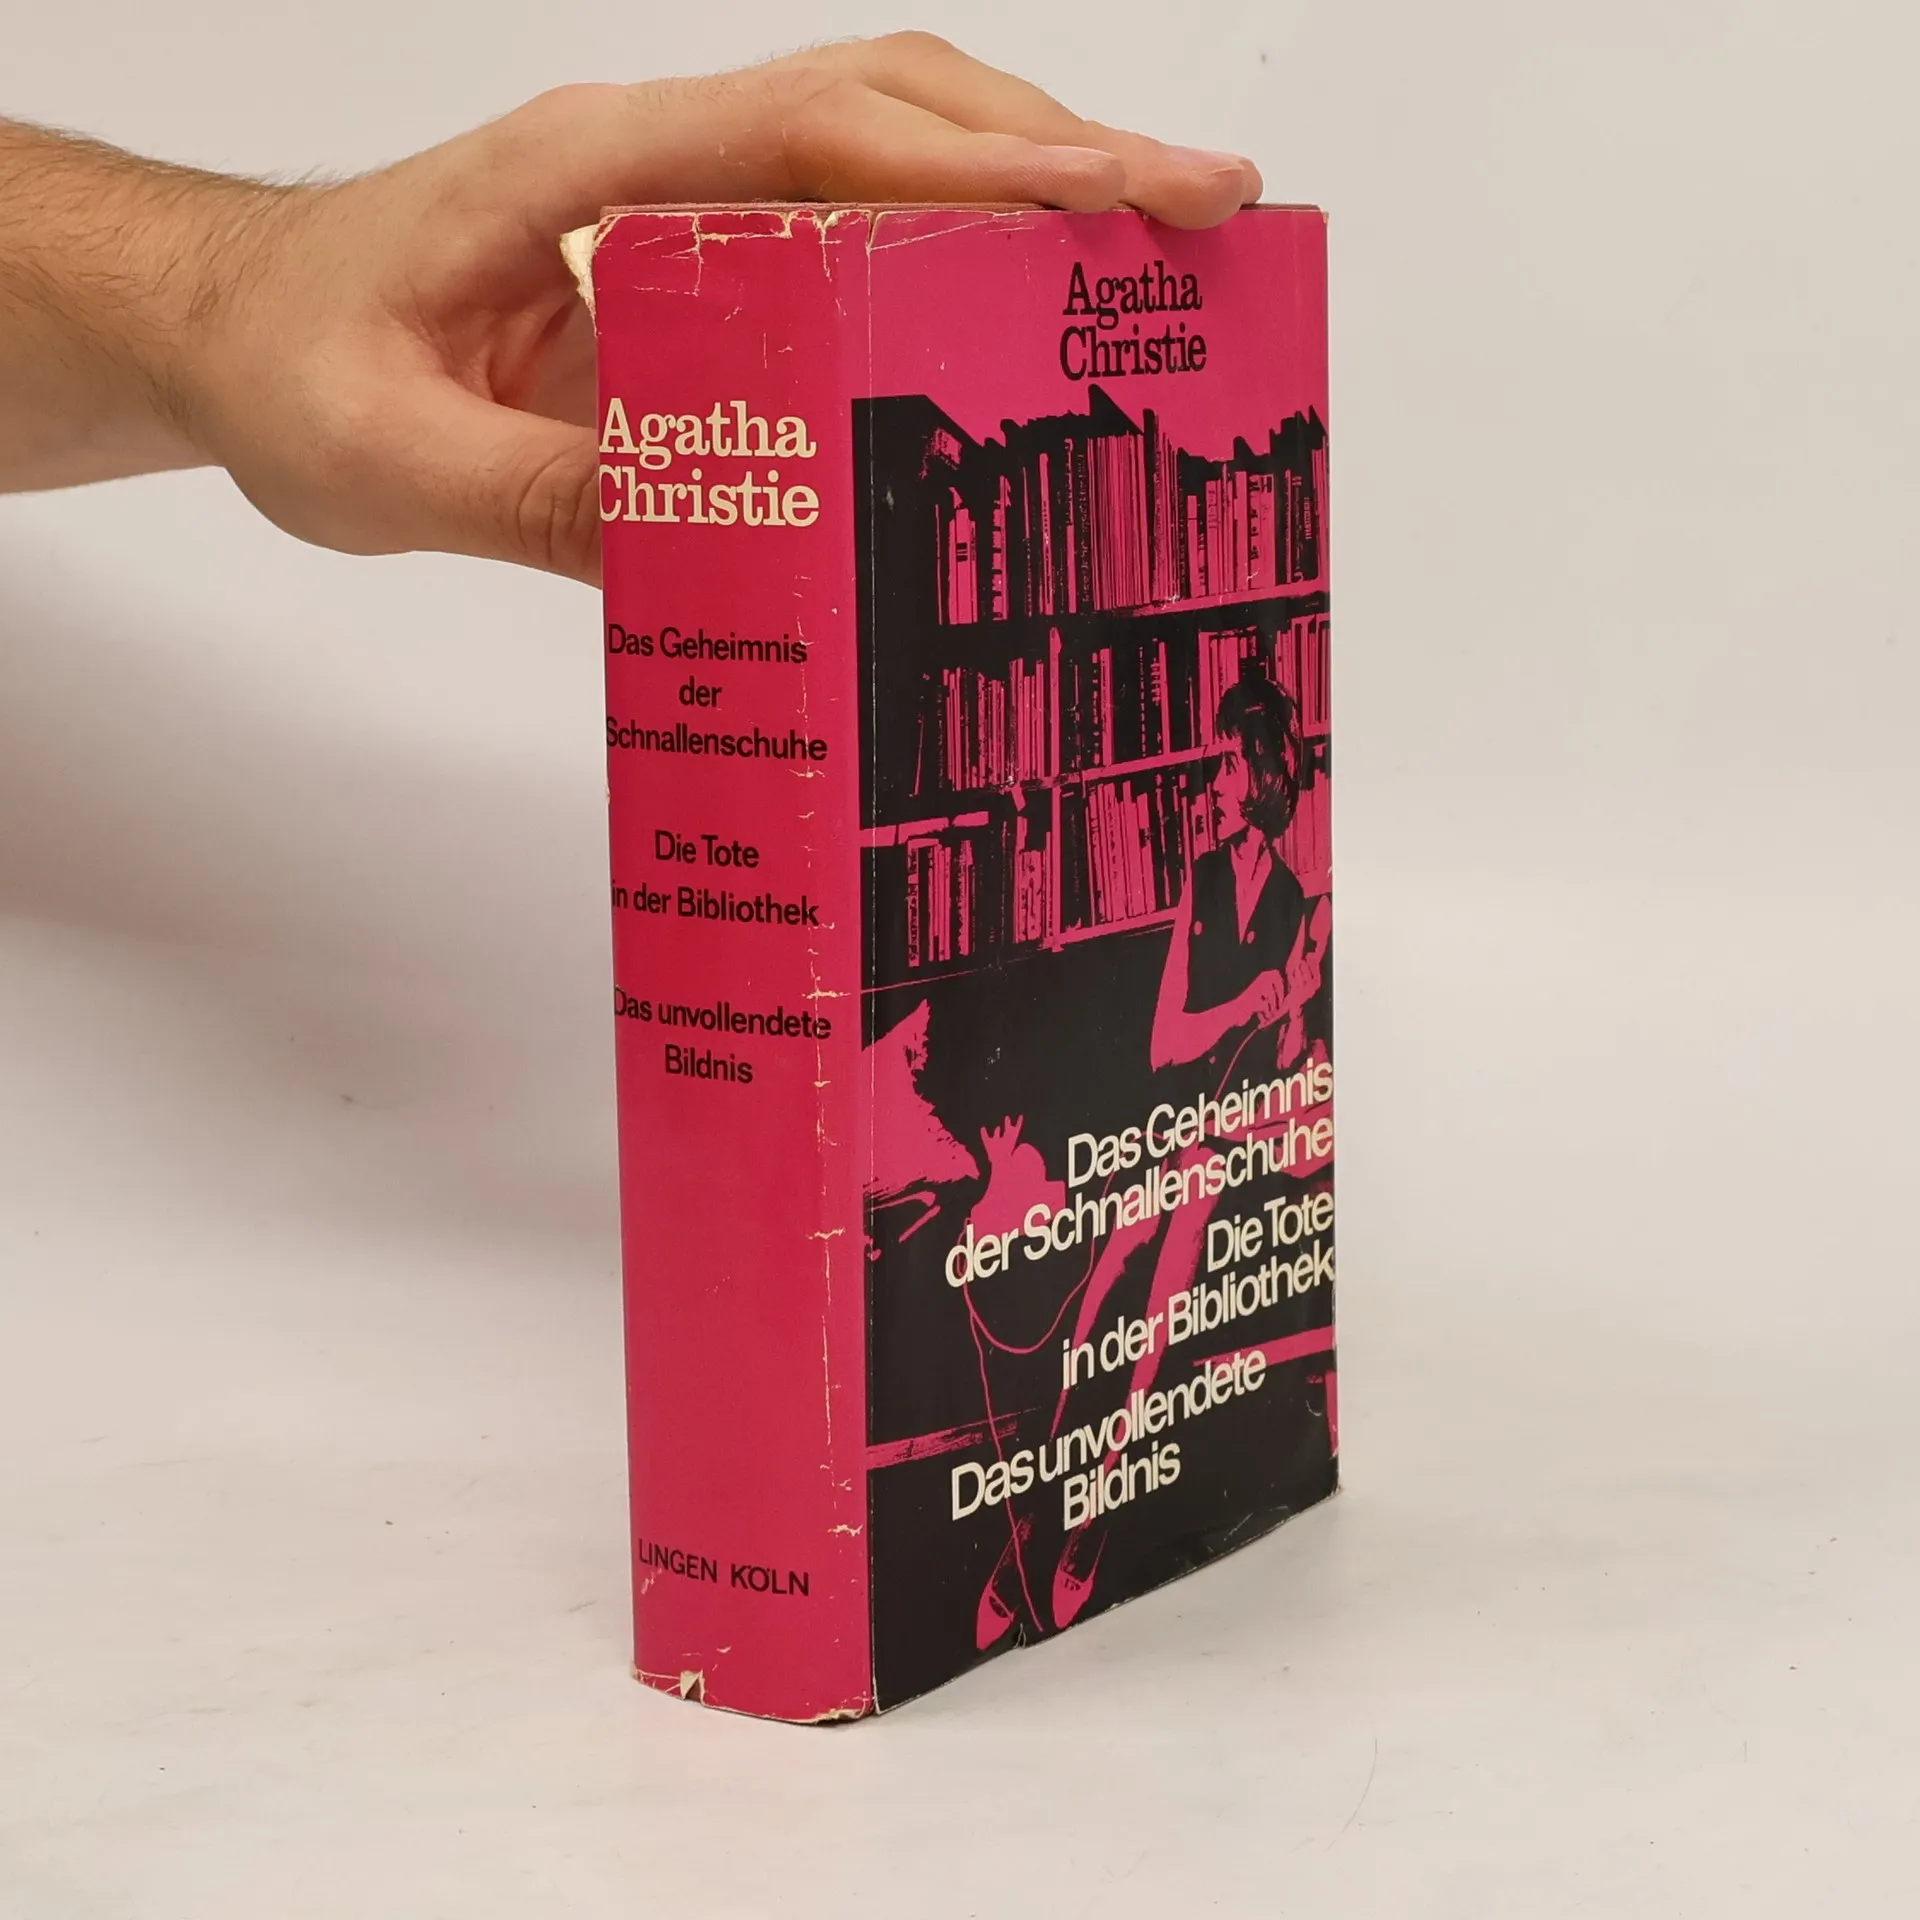 Agatha
Christie
Das Geheimnis
der
Schnallenschuhe
Die Tote
in der Bibliothek
Das unvollendete
Bildnis
LINGEN KÖLN
Agatha
Christie
Das Geheimnis
der Schnallenschuhe
Die Tote
in der Bibliothek
Das unvollendete
Bildnis